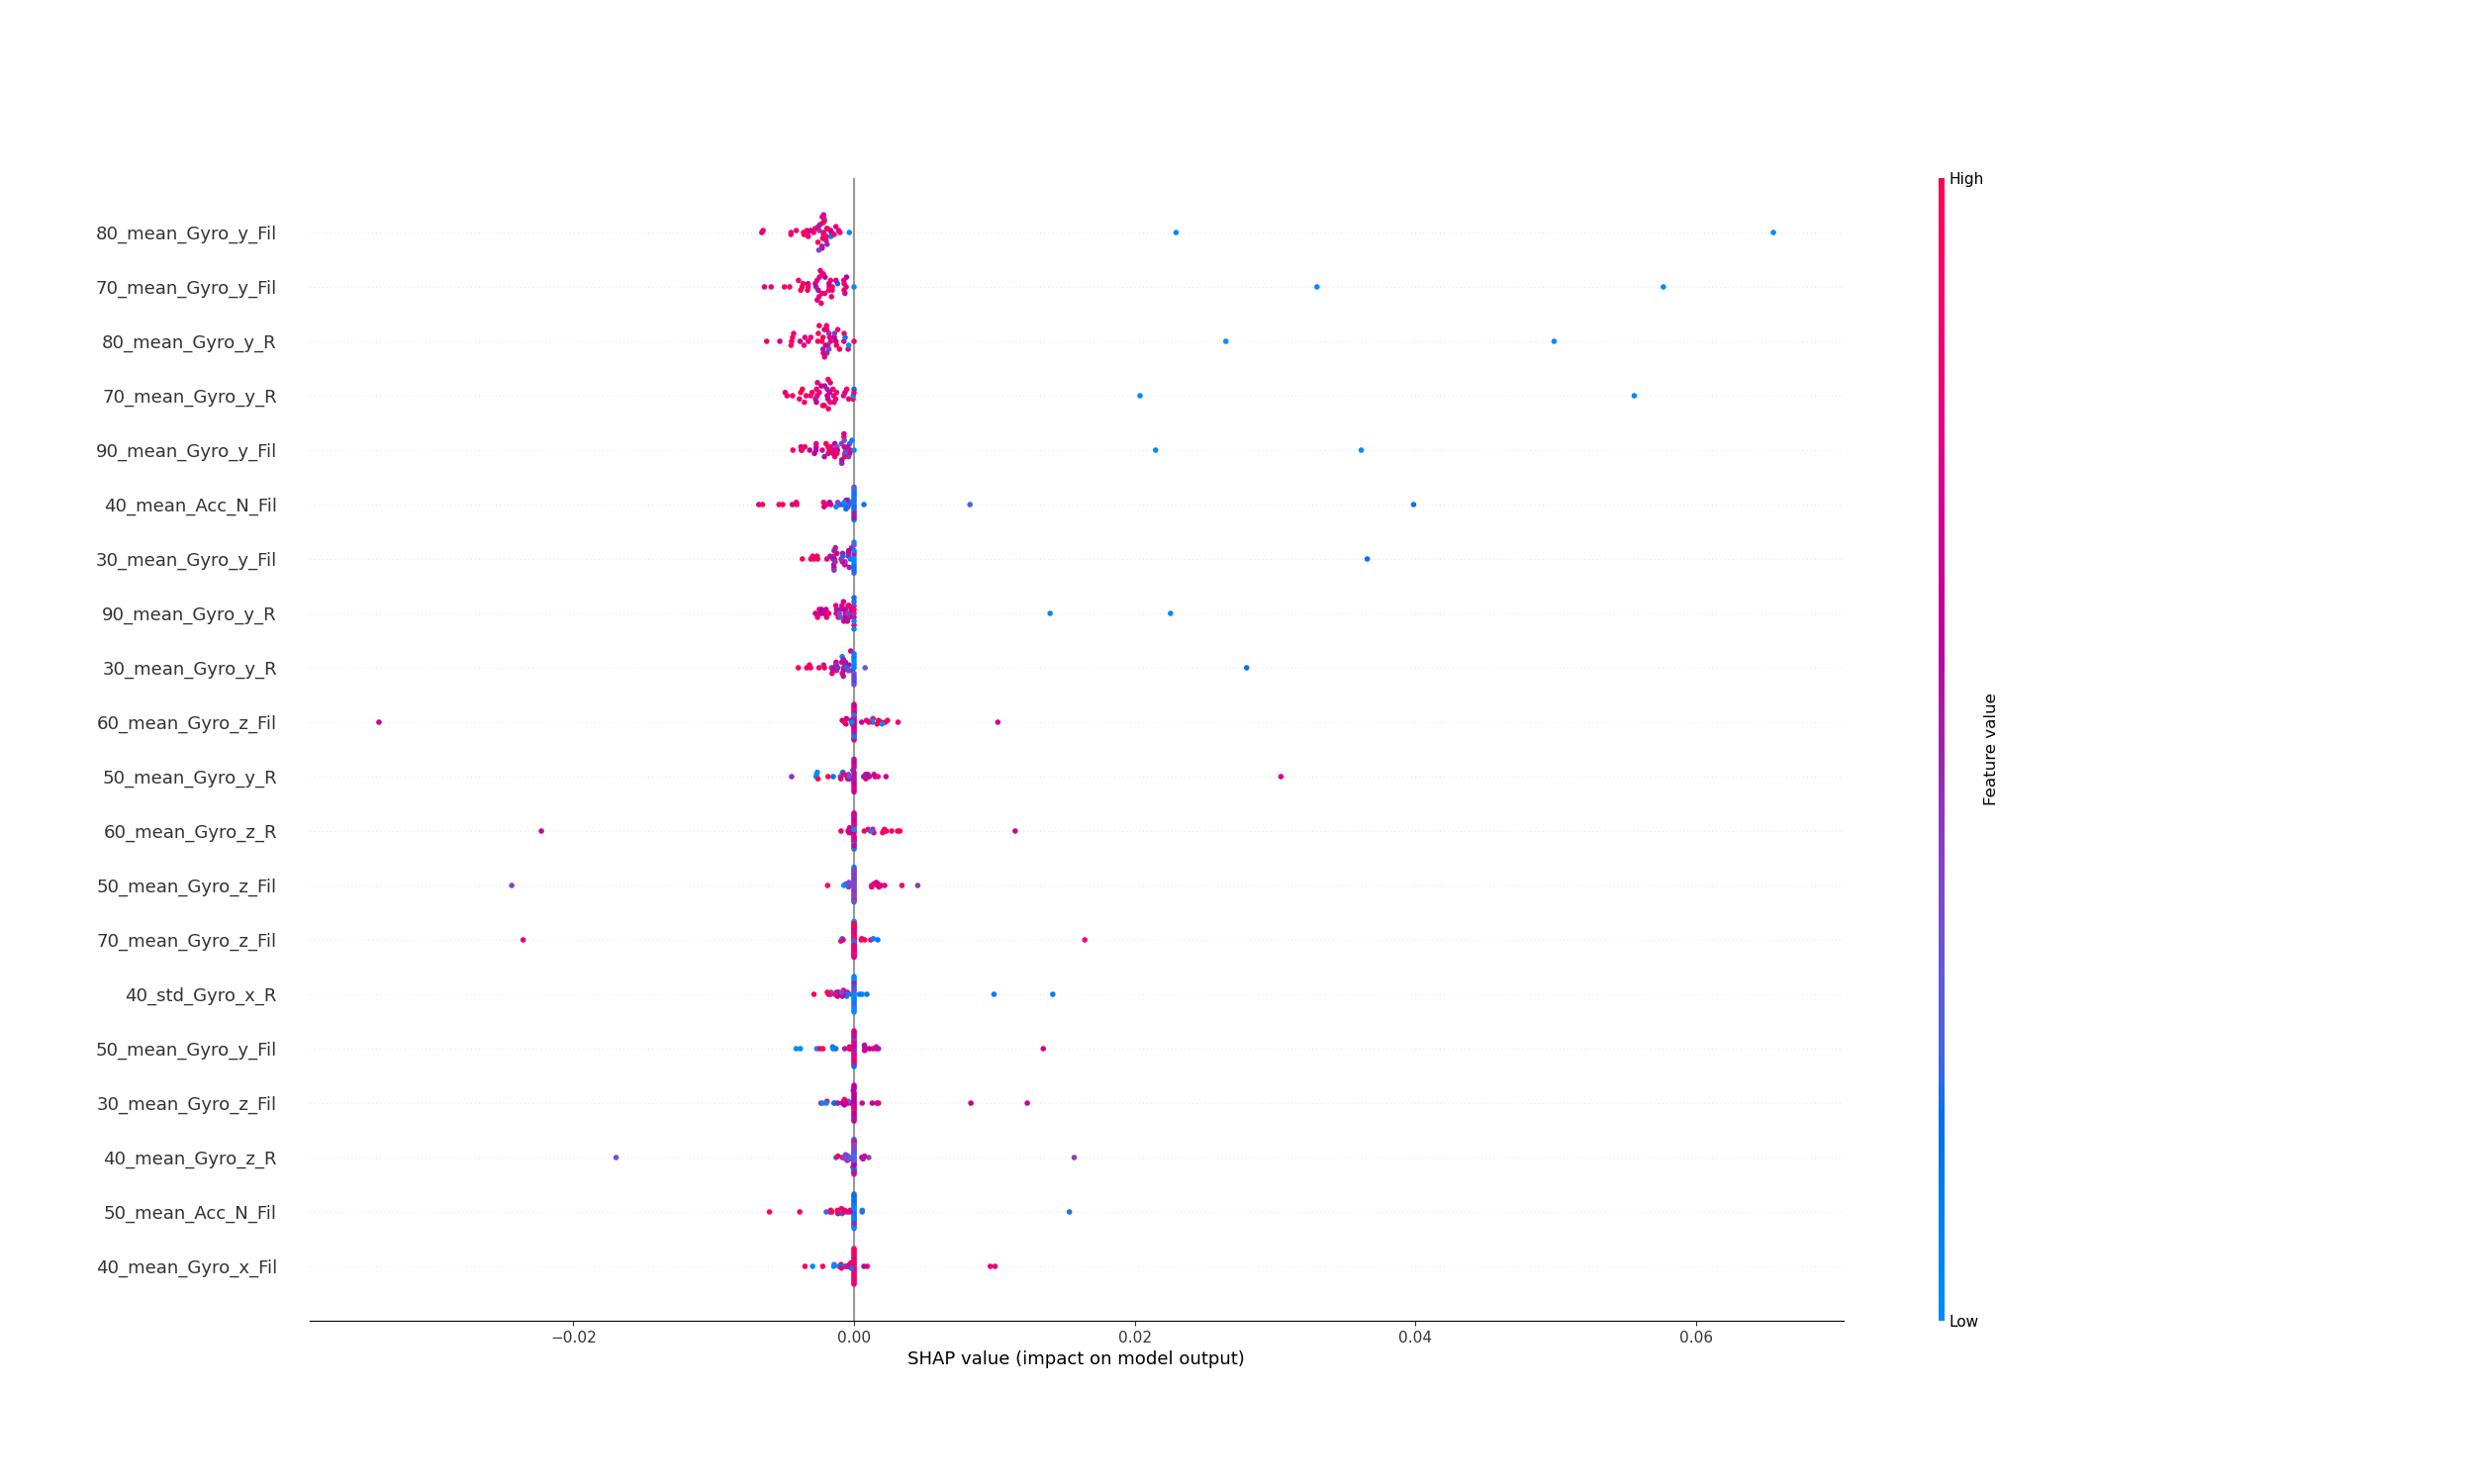 High
80_mean_Gyro_y_Fil
70_mean_Gyro_y_Fil
80_mean_Gyro_y_R
70_mean_Gyro_y_R
90_mean_Gyro_y_Fil
40_mean_Acc_N_Fil
30_mean_Gyro_y_Fil
90_mean_Gyro_y_R
30_mean_Gyro_y_R
60_mean_Gyro_z_Fil
50_mean_Gyro_y_R
60_mean_Gyro_z_R
50_mean_Gyro_z_Fil
70_mean_Gyro_z_Fil
40_std_Gyro_x_R
50_mean_Gyro_y_Fil
30_mean_Gyro_z_Fil
40_mean_Gyro_z_R
50_mean_Acc_N_Fil
40_mean_Gyro_x_Fil
Feature value
Low
−0.02 0.00 0.02 0.04 0.06
SHAP value (impact on model output)